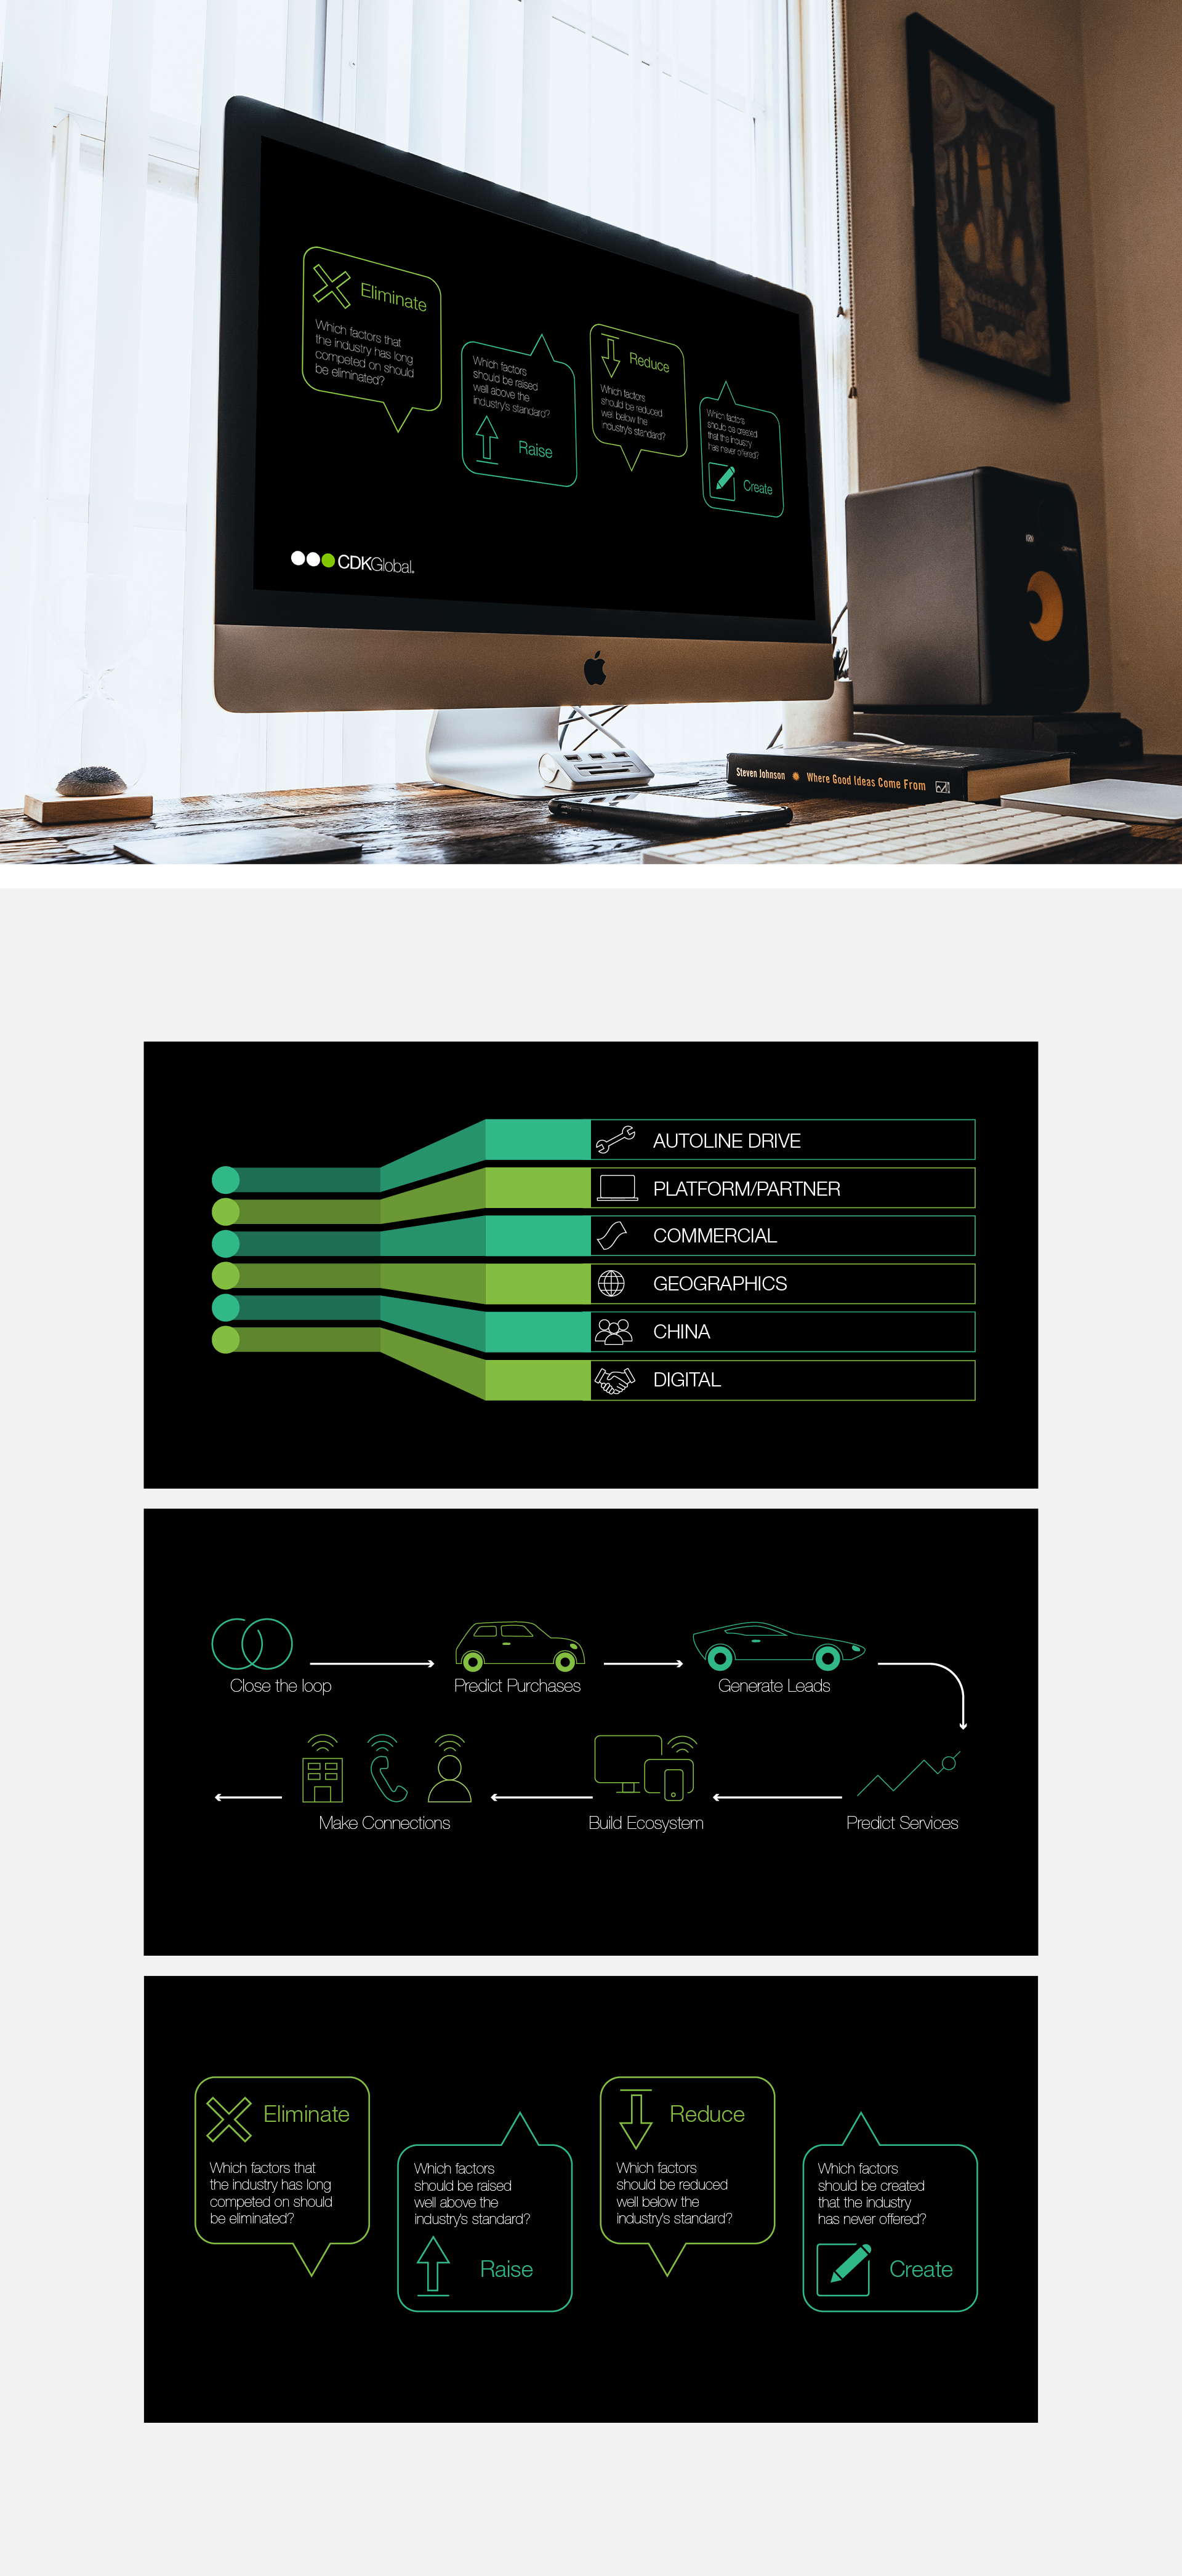 Eliminate
Which factors that
the industry has long
competed on should
be eliminated?
Which factors
should be raised
well above the
industry's standard?
Raise
Reduce
Which factors
should be reduced
well below the
industry's standard?
Which factors
should be created
that the industry
has never offered?
Create
CDKGlobal.
Steven Johnson Where Good Ideas Come From
AUTOLINE DRIVE
PLATFORM/PARTNER
COMMERCIAL
GEOGRAPHICS
CHINA
DIGITAL
Close the loop
Predict Purchases
Generate Leads
Make Connections
Build Ecosystem
Predict Services
Eliminate
Which factors that
the industry has long
competed on should
be eliminated?
Which factors
should be raised
well above the
industry's standard?
Raise
Reduce
Which factors
should be reduced
well below the
industry's standard?
Which factors
should be created
that the industry
has never offered?
Create